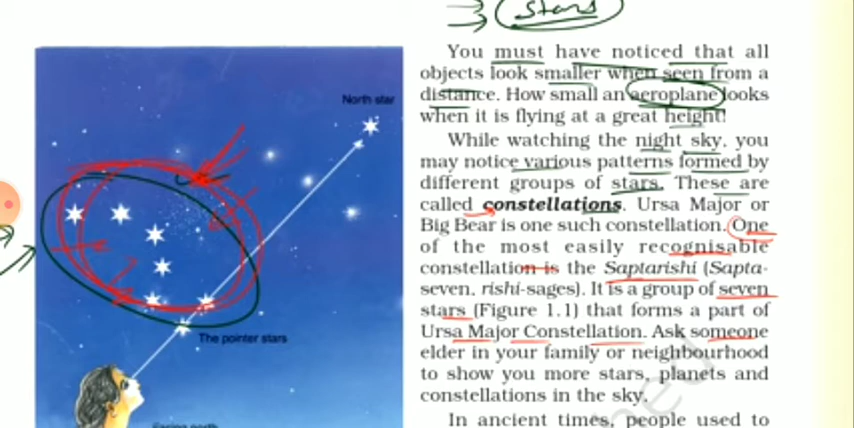 Stars
North star
The pointer stars
Facing north
You must have noticed that all
objects look smaller when seen from a
distance. How small an aeroplane looks
when it is flying at a great height!
While watching the night sky, you
may notice various patterns formed by
different groups of stars. These are
called constellations. Ursa Major or
Big Bear is one such constellation. One
of the most easily recognisable
constellation is the Saptarishi (Sapta-
seven, rishi-sages). It is a group of seven
stars (Figure 1.1) that forms a part of
Ursa Major Constellation. Ask someone
elder in your family or neighbourhood
to show you more stars, planets and
constellations in the sky.
In ancient times, people used to